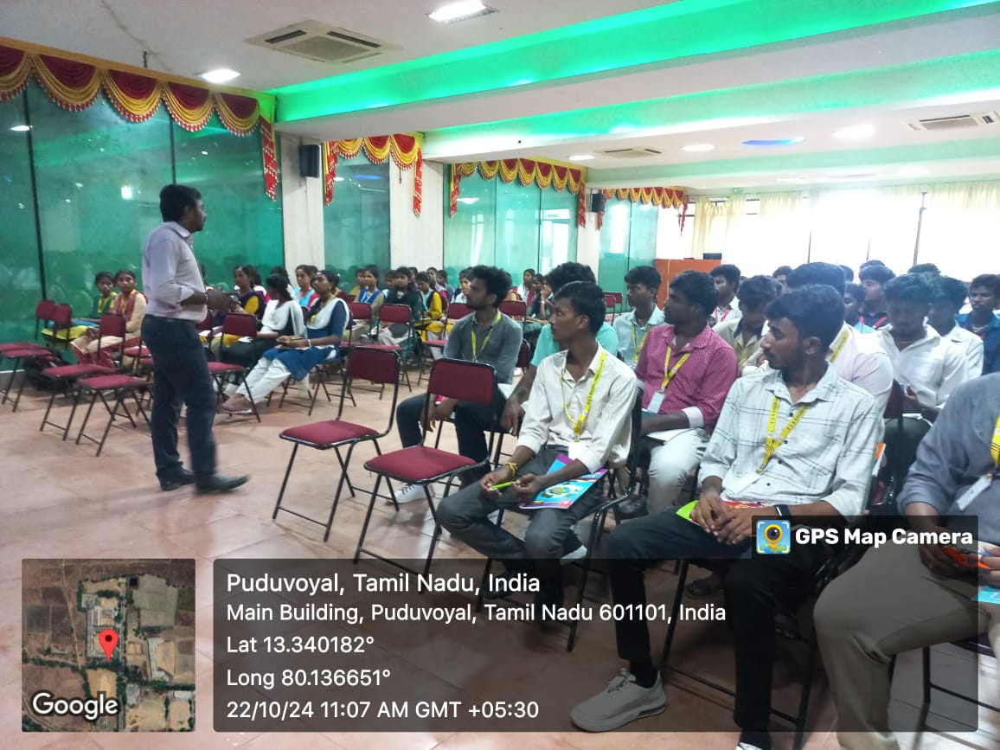 GPS Map Camera
Puduvoyal, Tamil Nadu, India
Main Building, Puduvoyal, Tamil Nadu 601101, India
Lat 13.340182°
Long 80.136651°
22/10/24 11:07 AM GMT +05:30
Google